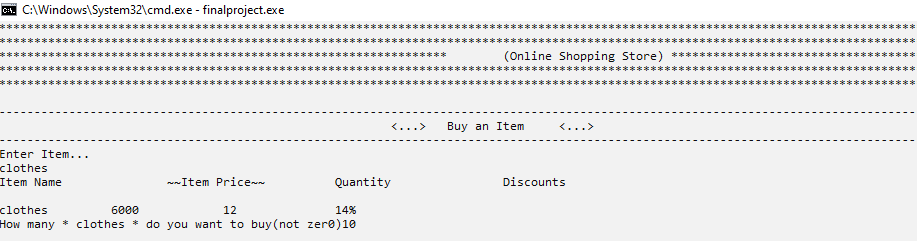 C:\Windows\System32\cmd.exe - finalproject.exe
***********************************************************************************************************************************
***********************************************************************************************************************************
**************************************************************** (Online Shopping Store) ************************************
***********************************************************************************************************************************
***********************************************************************************************************************************
-----------------------------------------------------------------------------------------------------------------------------------
<...> Buy an Item <...>
-----------------------------------------------------------------------------------------------------------------------------------
Enter Item...
clothes
Item Name ~~Item Price~~ Quantity Discounts
clothes 6000 12 14%
How many * clothes * do you want to buy(not zer0)10